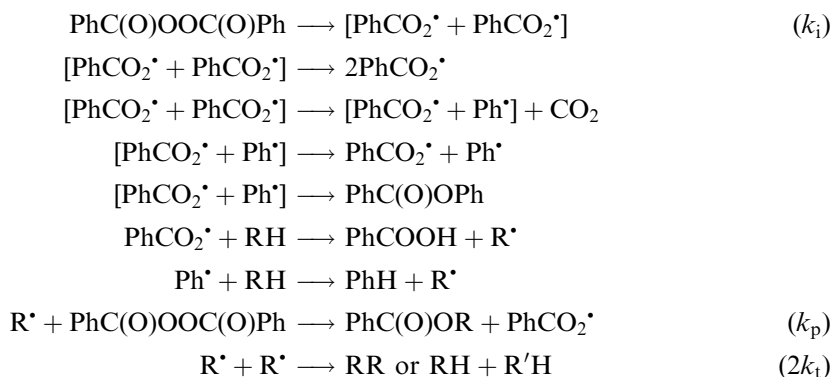 PhC(O)OOC(O)Ph ⟶ [PhCO₂• + PhCO₂•] (kᵢ)
[PhCO₂• + PhCO₂•] ⟶ 2PhCO₂•
[PhCO₂• + PhCO₂•] ⟶ [PhCO₂• + Ph•] + CO₂
[PhCO₂• + Ph•] ⟶ PhCO₂• + Ph•
[PhCO₂• + Ph•] ⟶ PhC(O)OPh
PhCO₂• + RH ⟶ PhCOOH + R•
Ph• + RH ⟶ PhH + R•
R• + PhC(O)OOC(O)Ph ⟶ PhC(O)OR + PhCO₂• (kₚ)
R• + R• ⟶ RR or RH + R′H (2kₜ)